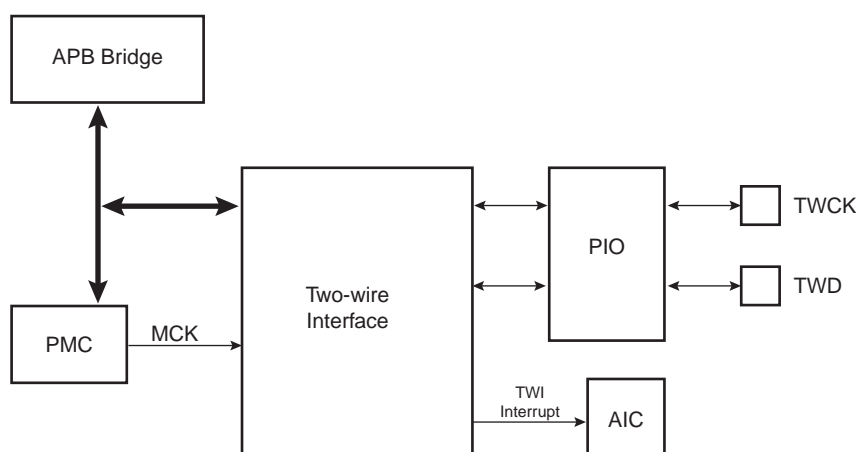 APB Bridge
TWCK
PIO
TWD
Two-wire
Interface
PMC
MCK
TWI
Interrupt
AIC